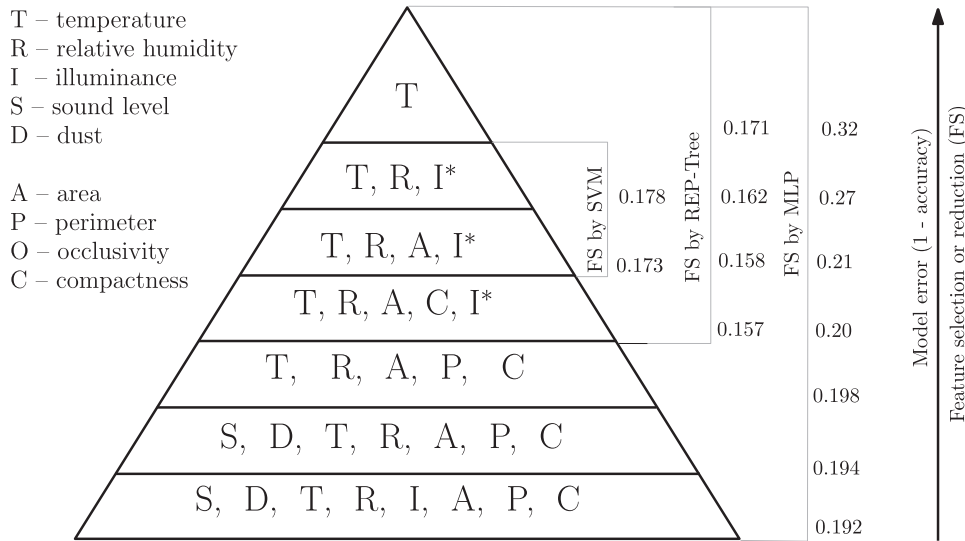 T – temperature
R – relative humidity
I – illuminance
S – sound level
D – dust
A – area
P – perimeter
O – occlusivity
C – compactness
T
T, R, I*
T, R, A, I*
T, R, A, C, I*
T, R, A, P, C
S, D, T, R, A, P, C
S, D, T, R, I, A, P, C
FS by SVM
0.178
0.173
FS by REP-Tree
0.171
0.162
0.158
0.157
FS by MLP
0.32
0.27
0.21
0.20
0.198
0.194
0.192
Model error (1 - accuracy)
Feature selection or reduction (FS)